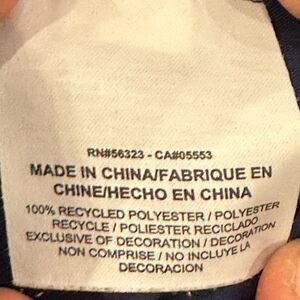 RN#56323 - CA#05553
MADE IN CHINA/FABRIQUE EN
CHINE/HECHO EN CHINA
100% RECYCLED POLYESTER / POLYESTER
RECYCLE / POLIESTER RECICLADO
EXCLUSIVE OF DECORATION / DECORATION
NON COMPRISE / NO INCLUYE LA
DECORACION